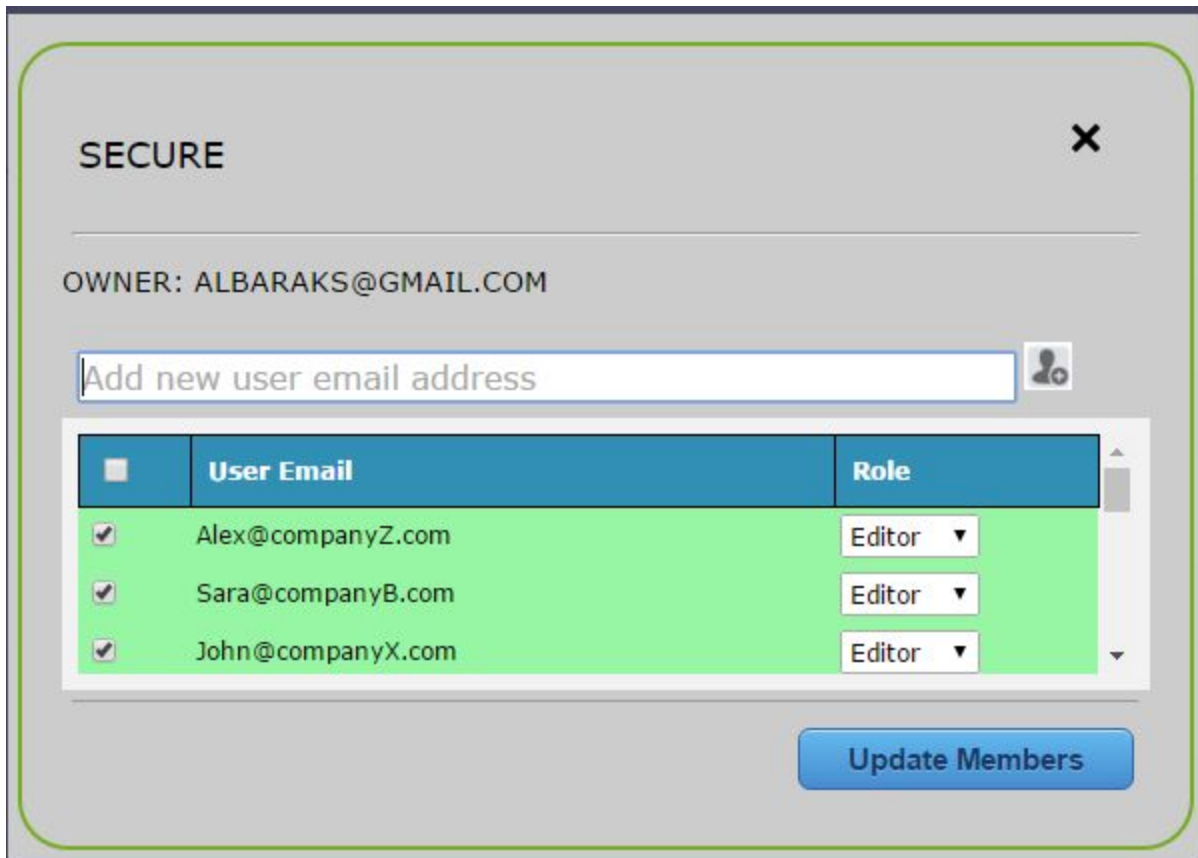 SECURE
OWNER: ALBARAKS@GMAIL.COM
Add new user email address
User Email Role
Alex@companyZ.com Editor
Sara@companyB.com Editor
John@companyX.com Editor
Update Members